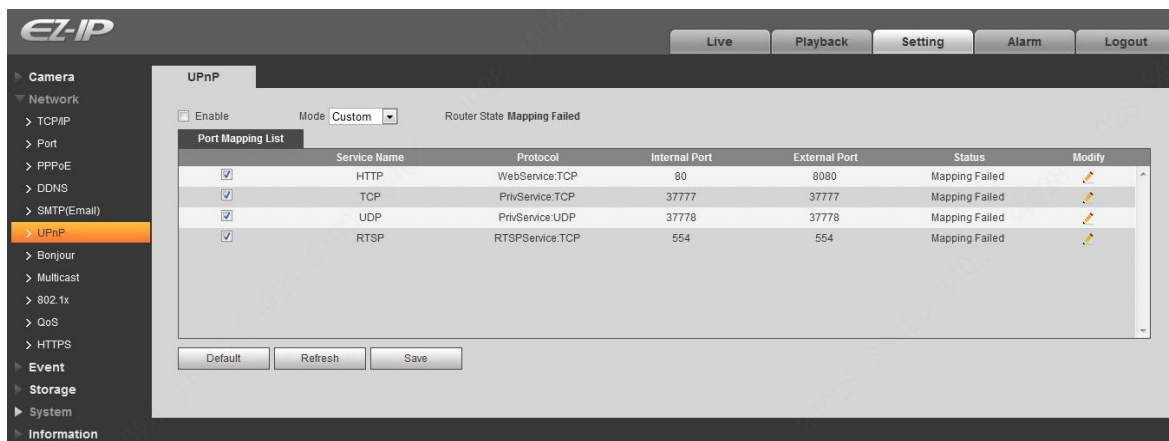 EZ-IP
Live Playback Setting Alarm Logout
Camera
Network
TCP/IP
Port
PPPoE
DDNS
SMTP(Email)
UPnP
Bonjour
Multicast
802.1x
QoS
HTTPS
Event
Storage
System
Information
UPnP
Enable Mode Custom Router State Mapping Failed
Port Mapping List
Service Name Protocol Internal Port External Port Status Modify
HTTP WebService:TCP 80 8080 Mapping Failed
TCP PrivService:TCP 37777 37777 Mapping Failed
UDP PrivService:UDP 37778 37778 Mapping Failed
RTSP RTSPService:TCP 554 554 Mapping Failed
Default Refresh Save